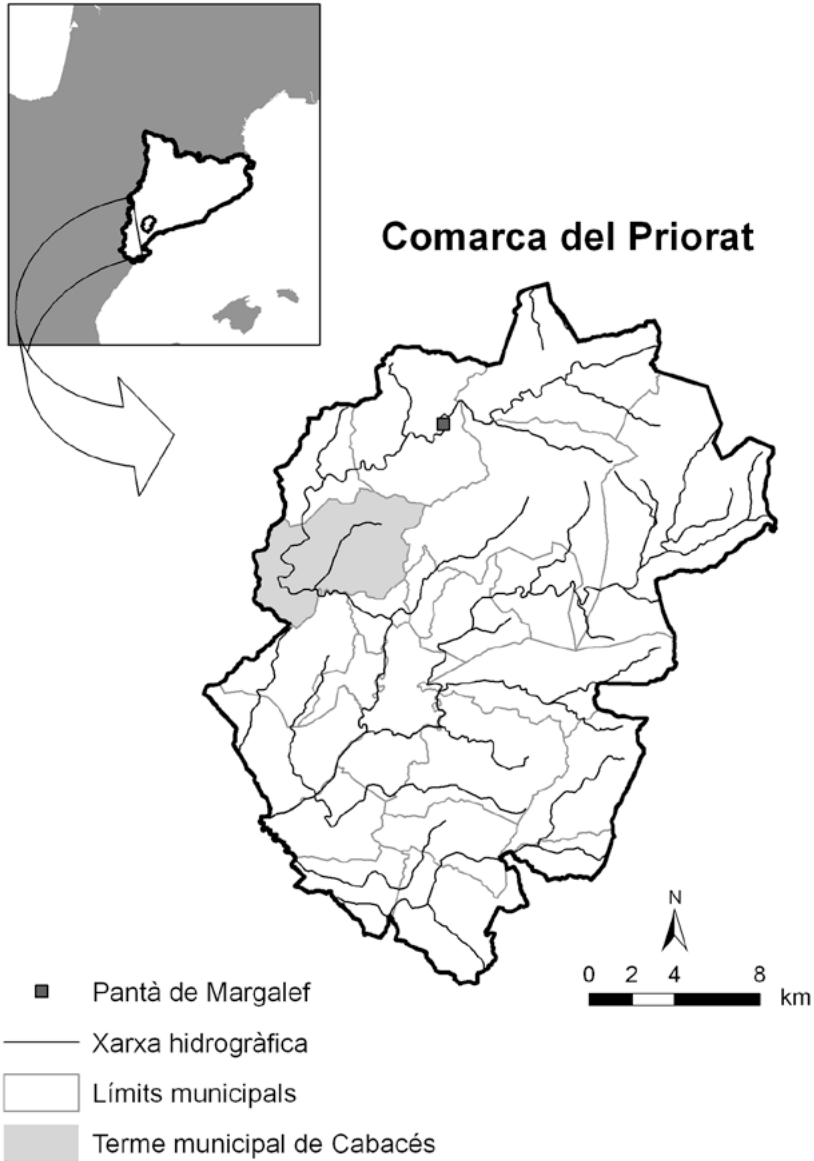 Comarca del Priorat
N
0 2 4 8
km
Pantà de Margalef
Xarxa hidrogràfica
Límits municipals
Terme municipal de Cabacés